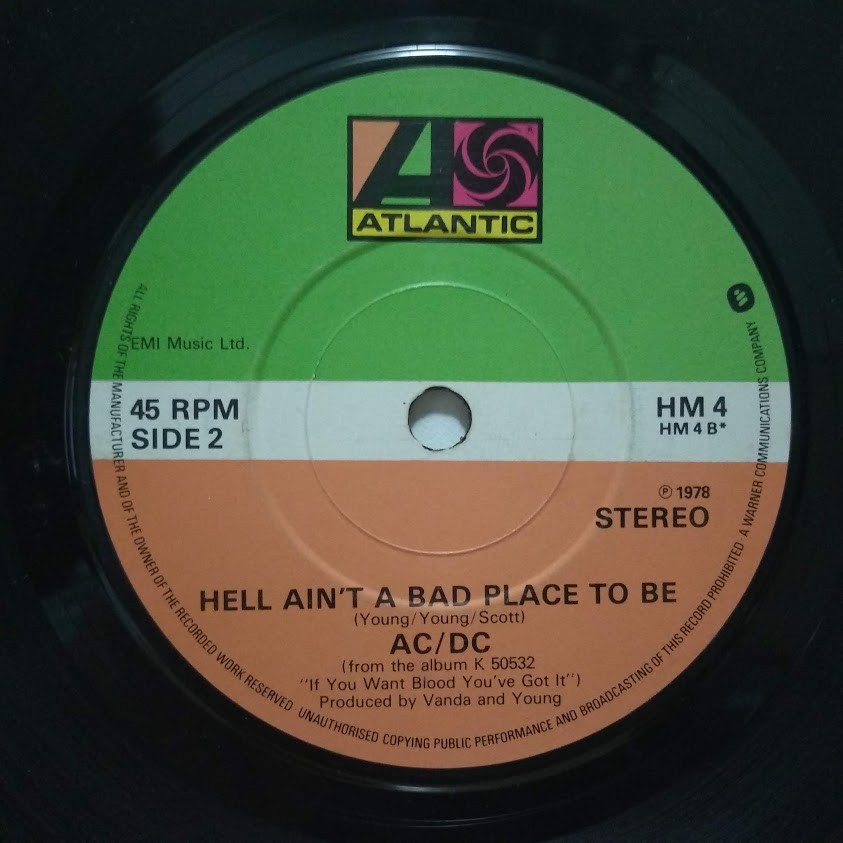 ATLANTIC
EMI Music Ltd.
45 RPM
SIDE 2
HM 4
HM 4 B*
℗ 1978
STEREO
HELL AIN'T A BAD PLACE TO BE
(Young/Young/Scott)
AC/DC
(from the album K 50532
"If You Want Blood You've Got It")
Produced by Vanda and Young
ALL RIGHTS OF THE MANUFACTURER AND OF THE OWNER OF THE RECORDED WORK RESERVED UNAUTHORISED COPYING PUBLIC PERFORMANCE AND BROADCASTING OF THIS RECORD PROHIBITED A WARNER COMMUNICATIONS COMPANY